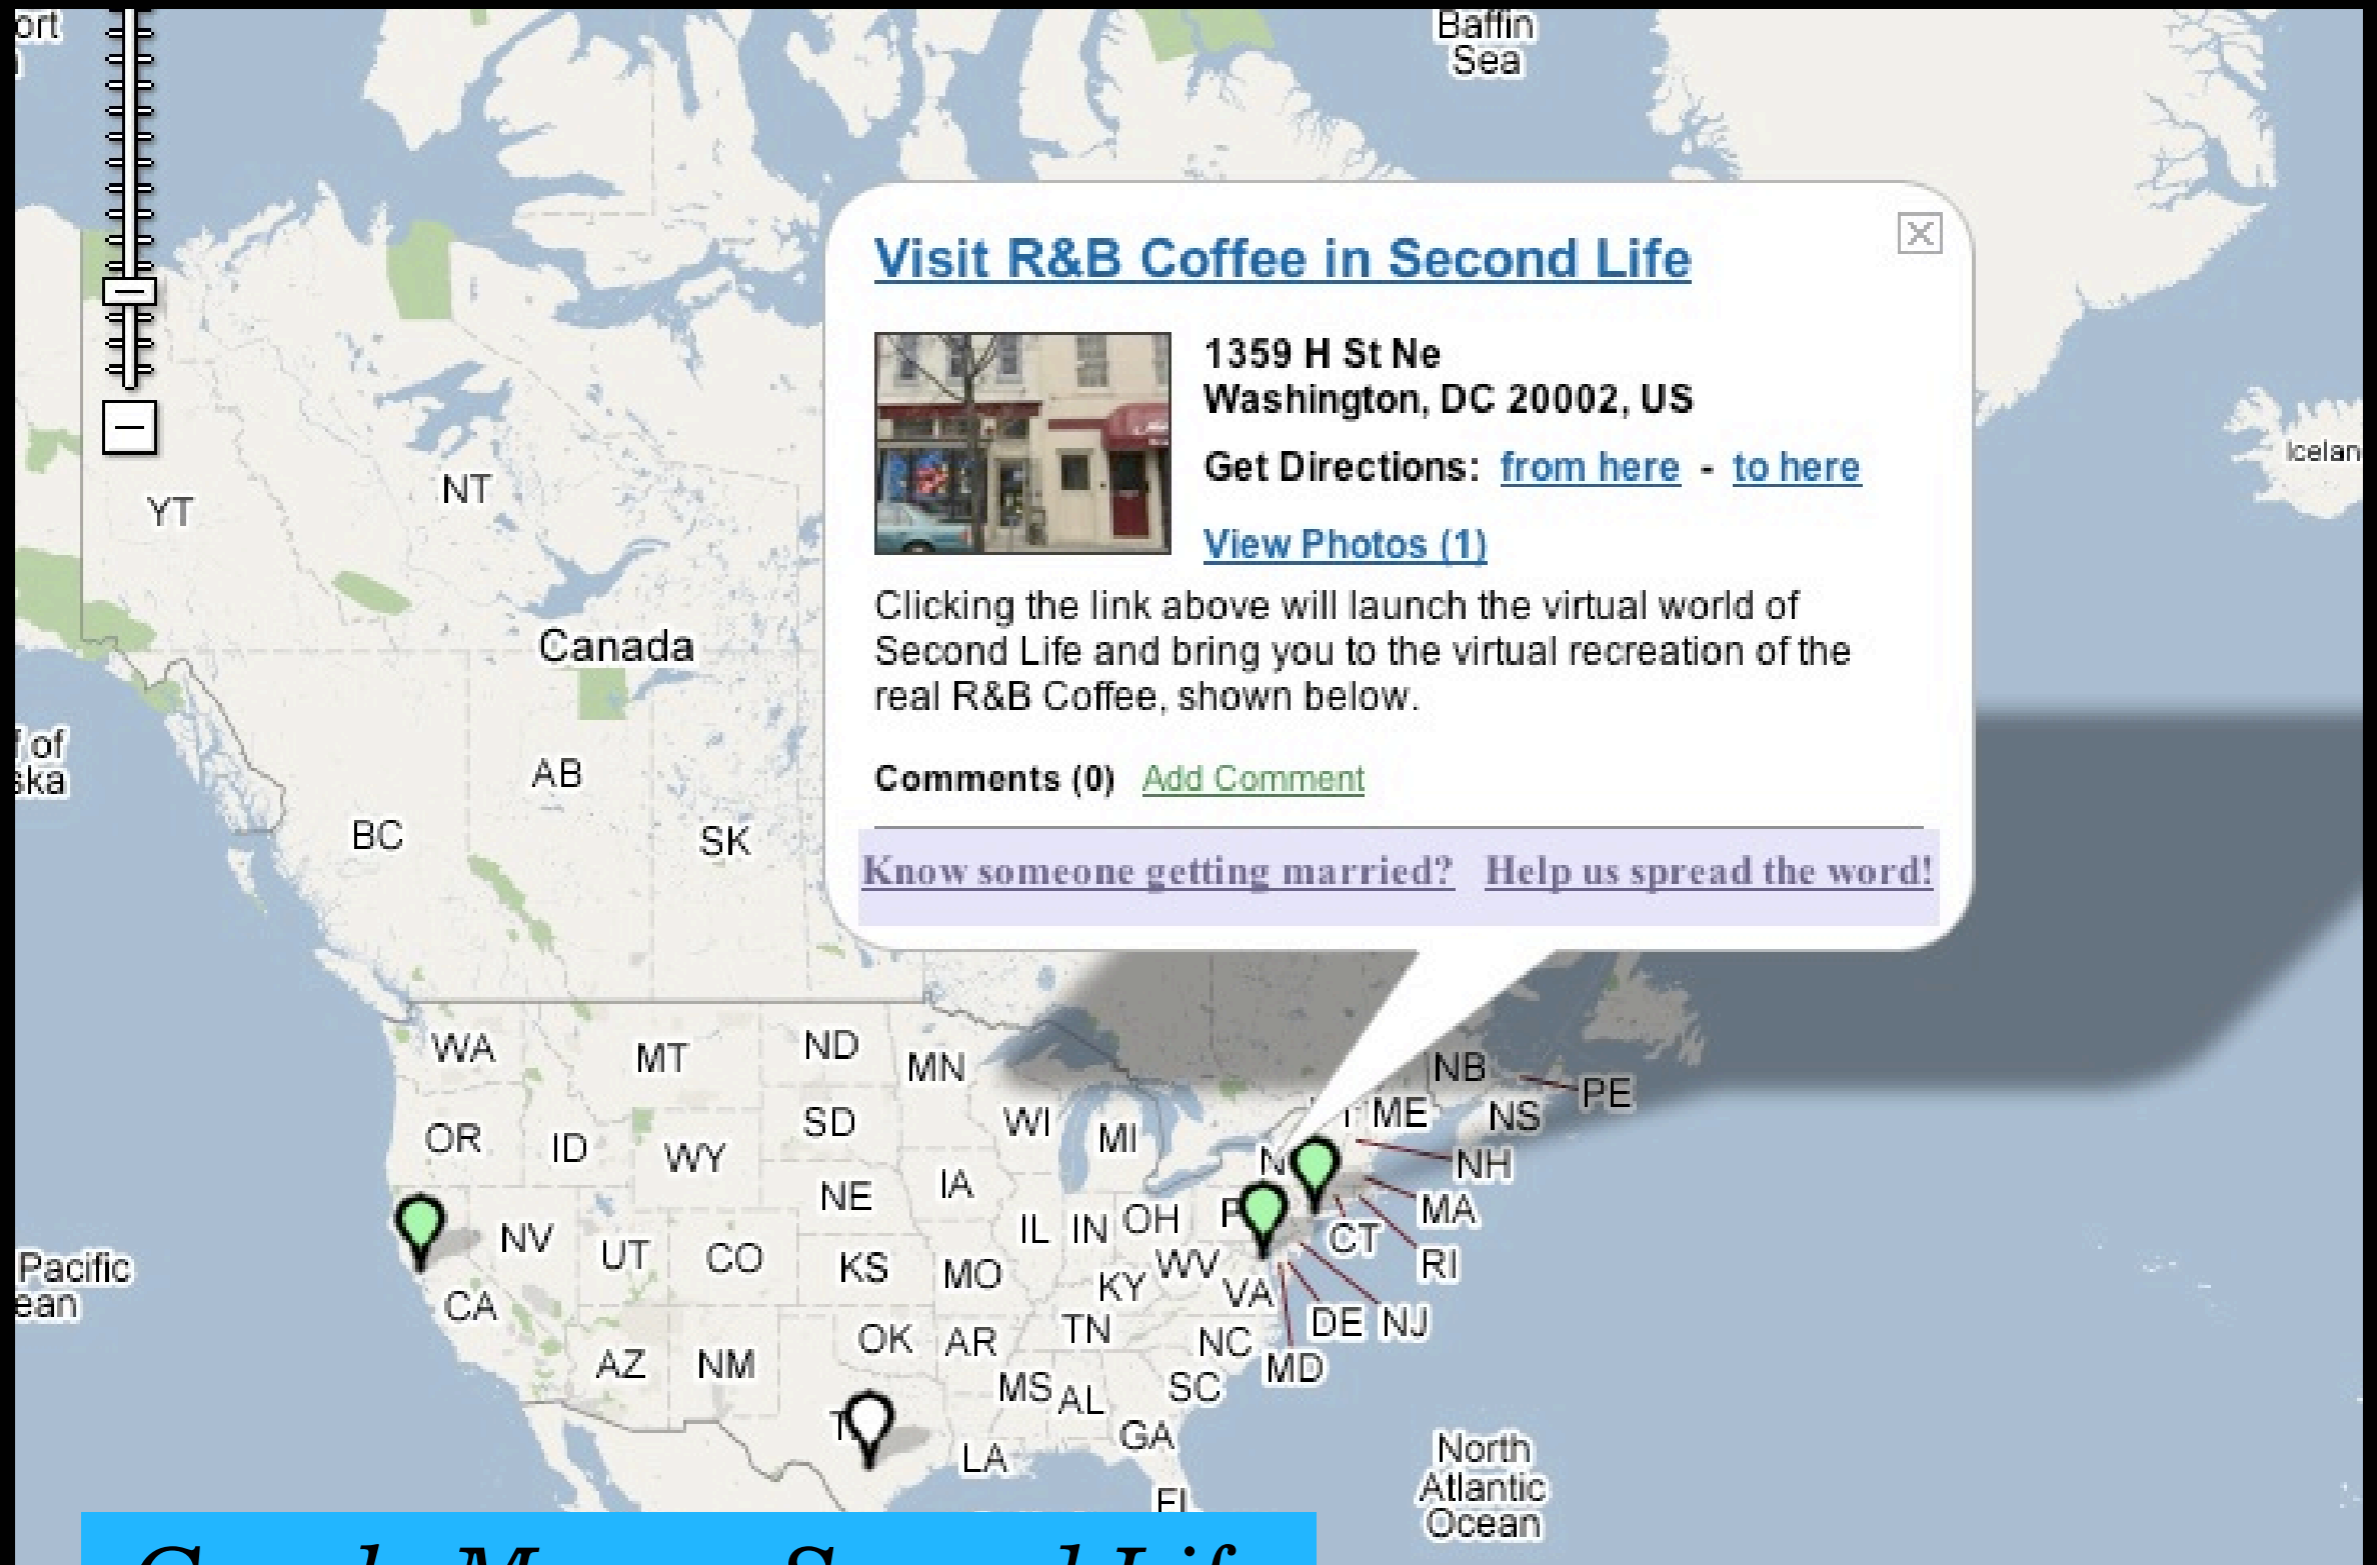 ort
Baffin
Sea
Visit R&B Coffee in Second Life
1359 H St Ne
Washington, DC 20002, US
Get Directions: from here - to here
View Photos (1)
Clicking the link above will launch the virtual world of
Second Life and bring you to the virtual recreation of the
real R&B Coffee, shown below.
Comments (0) Add Comment
Know someone getting married? Help us spread the word!
Icelan
YT
NT
Canada
f of
ska
AB
BC
SK
WA
MT
ND
MN
NB
PE
OR
ID
WY
SD
WI
MI
ME
NS
NH
NE
IA
MA
NV
UT
CO
KS
MO
IL
IN
OH
CT
RI
Pacific
ean
CA
KY
WV
VA
DE
NJ
OK
AR
TN
NC
MD
AZ
NM
MS
AL
SC
GA
LA
FL
North
Atlantic
Ocean